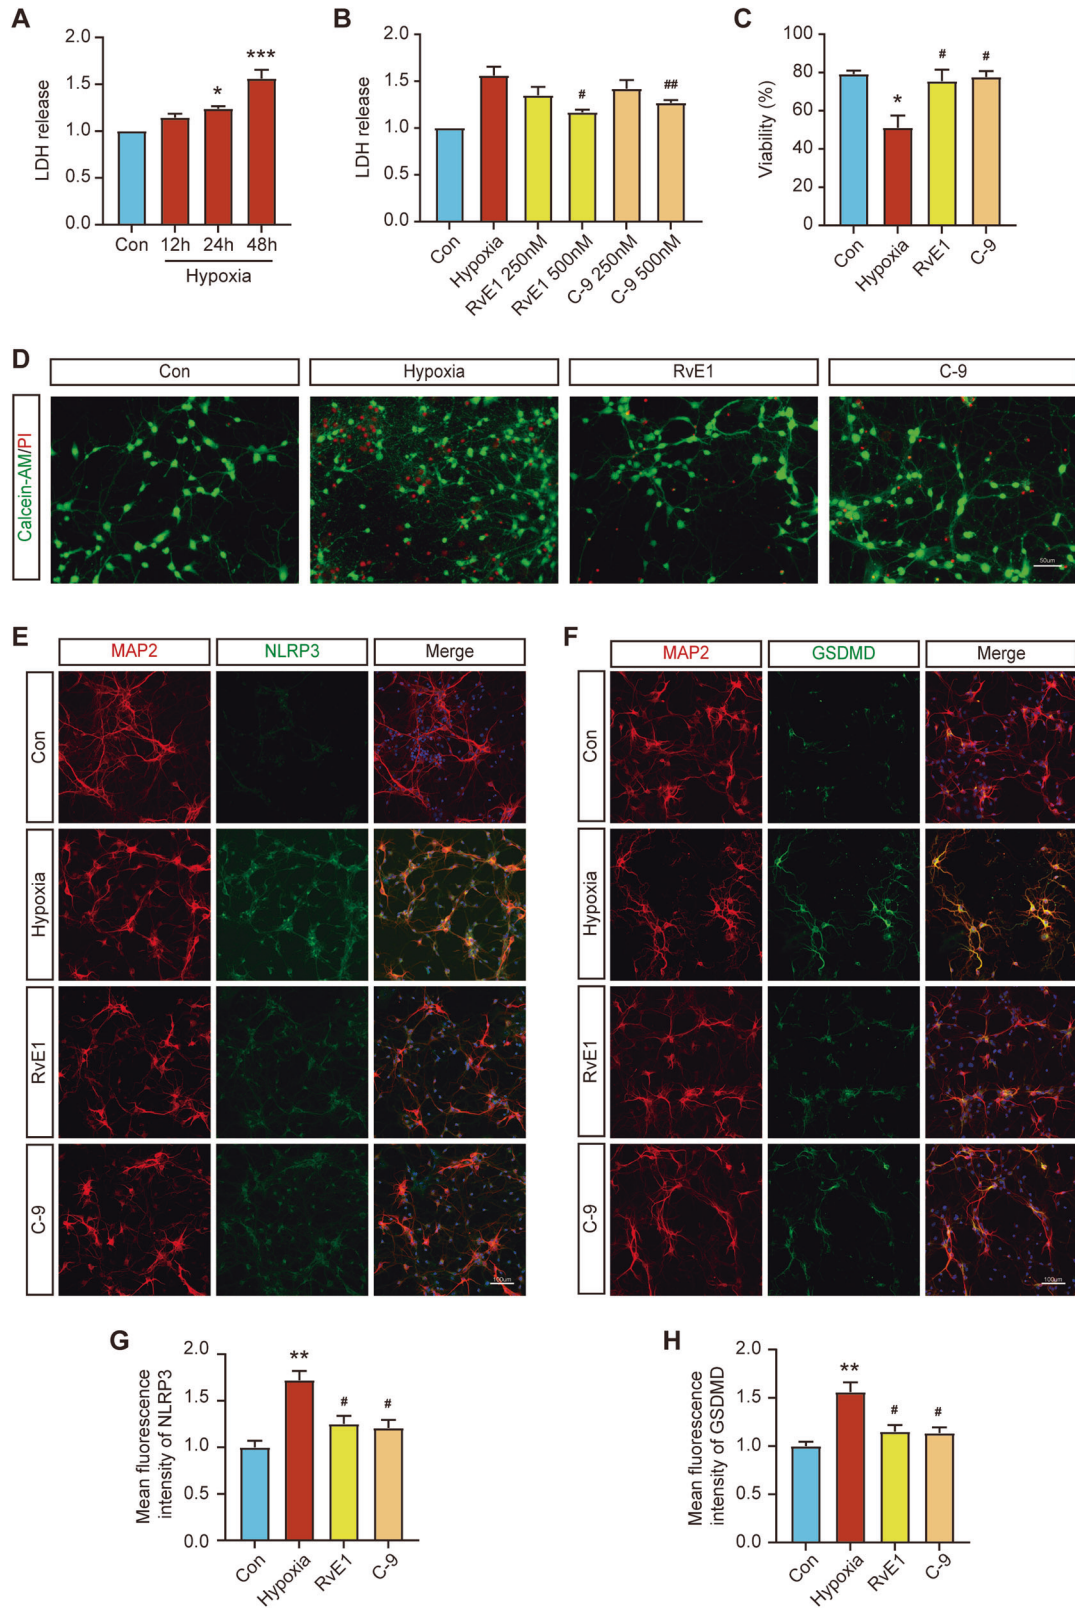 A
LDH release
2.0
1.5
1.0
0.5
0.0
*
***
Con
12h
24h
48h
Hypoxia
B
LDH release
2.0
1.5
1.0
0.5
0.0
#
##
Con
Hypoxia
RvE1 250nM
RvE1 500nM
C-9 250nM
C-9 500nM
C
Viability (%)
100
80
60
40
20
0
*
#
#
Con
Hypoxia
RvE1
C-9
D
Con
Hypoxia
RvE1
C-9
Calcein-AM/PI
50um
E
MAP2
NLRP3
Merge
Con
Hypoxia
RvE1
C-9
100um
F
MAP2
GSDMD
Merge
Con
Hypoxia
RvE1
C-9
100um
G
Mean fluorescence
intensity of NLRP3
2.0
1.5
1.0
0.5
0.0
**
#
#
Con
Hypoxia
RvE1
C-9
H
Mean fluorescence
intensity of GSDMD
2.0
1.5
1.0
0.5
0.0
**
#
#
Con
Hypoxia
RvE1
C-9